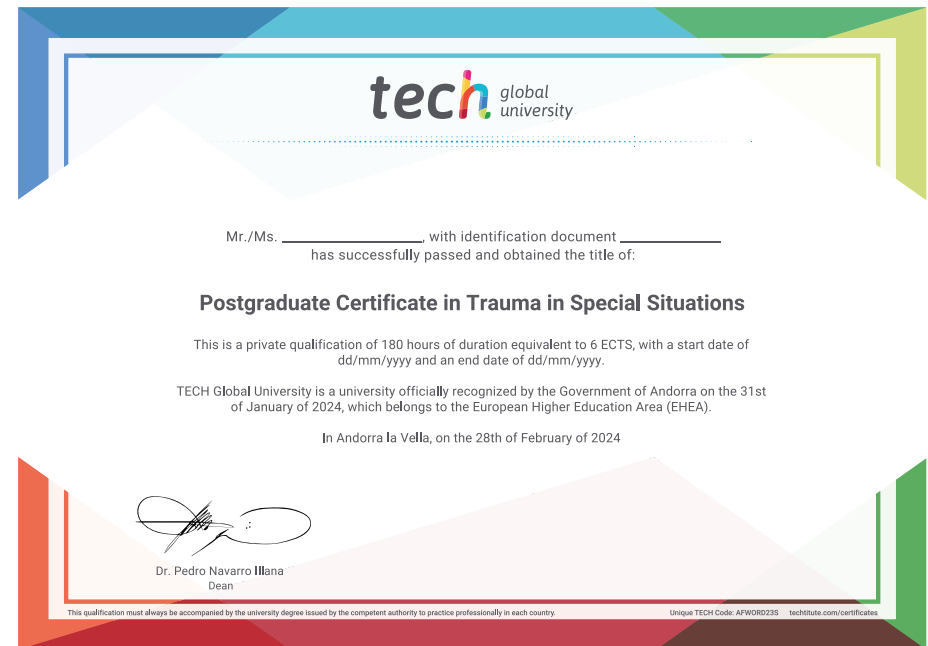 tech global
university
Mr./Ms. ____________________, with identification document ______________
has successfully passed and obtained the title of:
Postgraduate Certificate in Trauma in Special Situations
This is a private qualification of 180 hours of duration equivalent to 6 ECTS, with a start date of
dd/mm/yyyy and an end date of dd/mm/yyyy.
TECH Global University is a university officially recognized by the Government of Andorra on the 31st
of January of 2024, which belongs to the European Higher Education Area (EHEA).
In Andorra la Vella, on the 28th of February of 2024
Dr. Pedro Navarro Illana
Dean
This qualification must always be accompanied by the university degree issued by the competent authority to practice professionally in each country.
Unique TECH Code: AFWORD23S techtitute.com/certificates